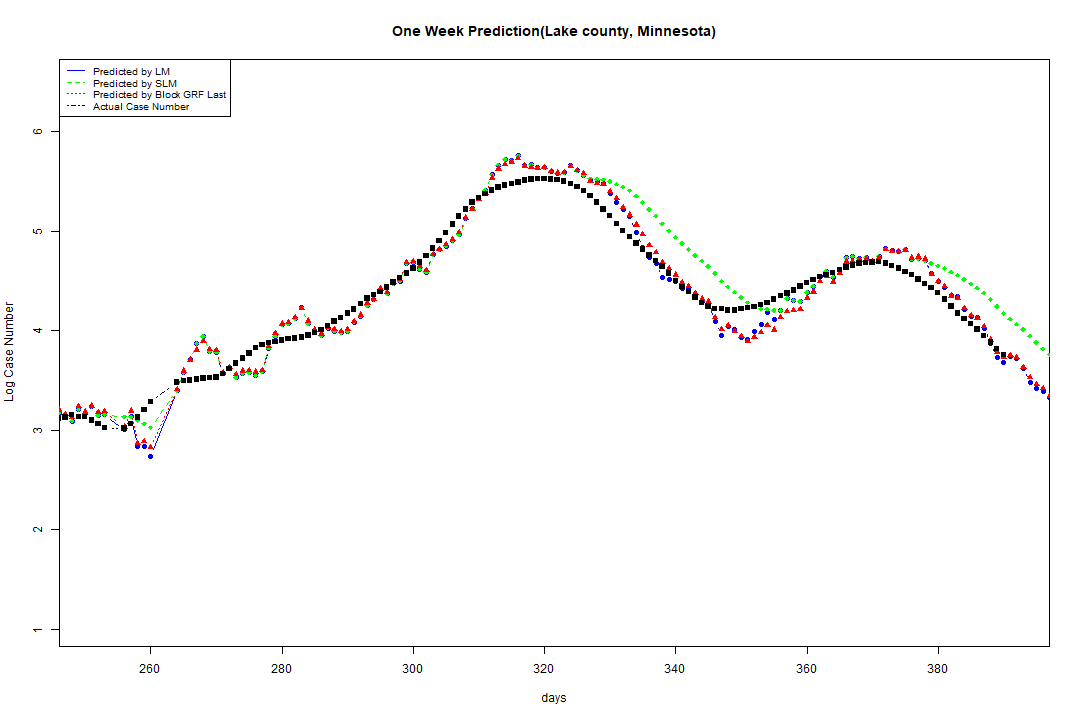 One Week Prediction(Lake county, Minnesota)
Predicted by LM
Predicted by SLM
Predicted by Block GRF Last
Actual Case Number
6
5
4
3
2
1
Log Case Number
260 280 300 320 340 360 380
days